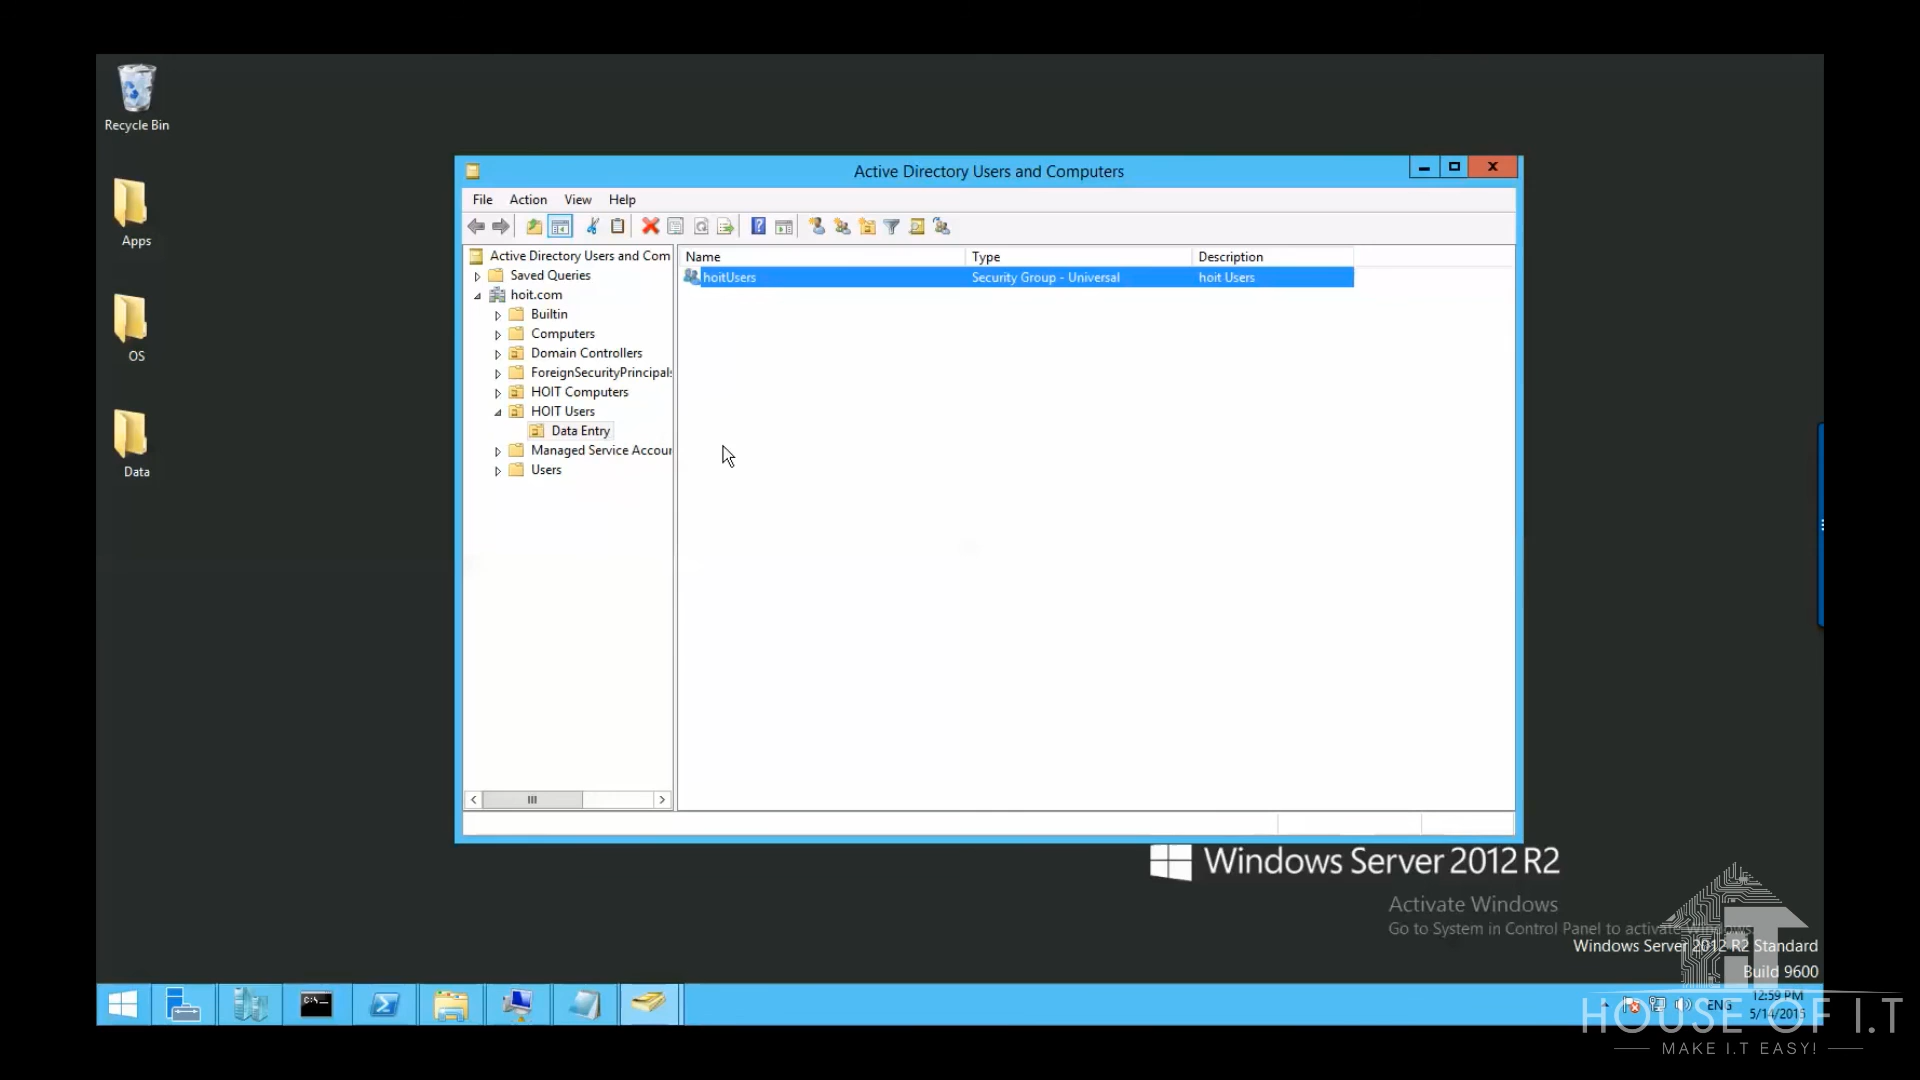 Recycle Bin
Apps
OS
Data
Active Directory Users and Computers
File Action View Help
Active Directory Users and Com
Saved Queries
hoit.com
Builtin
Computers
Domain Controllers
ForeignSecurityPrincipals
HOIT Computers
HOIT Users
Data Entry
Managed Service Accour
Users
Name Type Description
hoitUsers Security Group - Universal hoit Users
Windows Server 2012 R2
Activate Windows
Go to System in Control Panel to activate Windows.
Windows Server 2012 R2 Standard
Build 9600
ENG
12:59 PM
HOUSE OF I.T
MAKE I.T EASY!